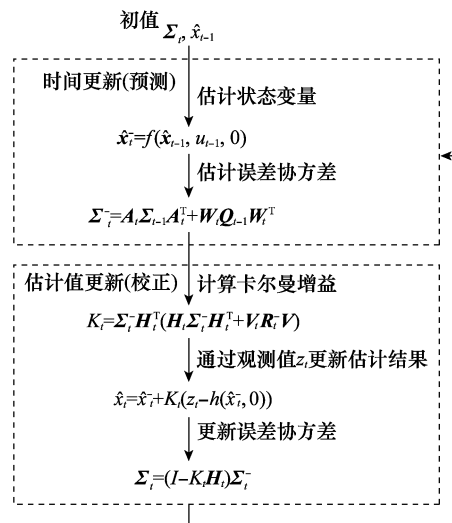 初值 Σₜ, x̂ₜ₋₁
时间更新(预测)
估计状态变量
x̂ₜ⁻=f(x̂ₜ₋₁, uₜ₋₁, 0)
估计误差协方差
Σₜ⁻=AₜΣₜ₋₁Aₜᵀ+WₜQₜ₋₁Wₜᵀ
估计值更新(校正)
计算卡尔曼增益
Kₜ=Σₜ⁻Hₜᵀ(HₜΣₜ⁻Hₜᵀ+VₜRₜ⁻V)
通过观测值zₜ更新估计结果
x̂ₜ=x̂ₜ⁻+Kₜ(zₜ−h(x̂ₜ⁻, 0))
更新误差协方差
Σₜ=(I−KₜHₜ)Σₜ⁻